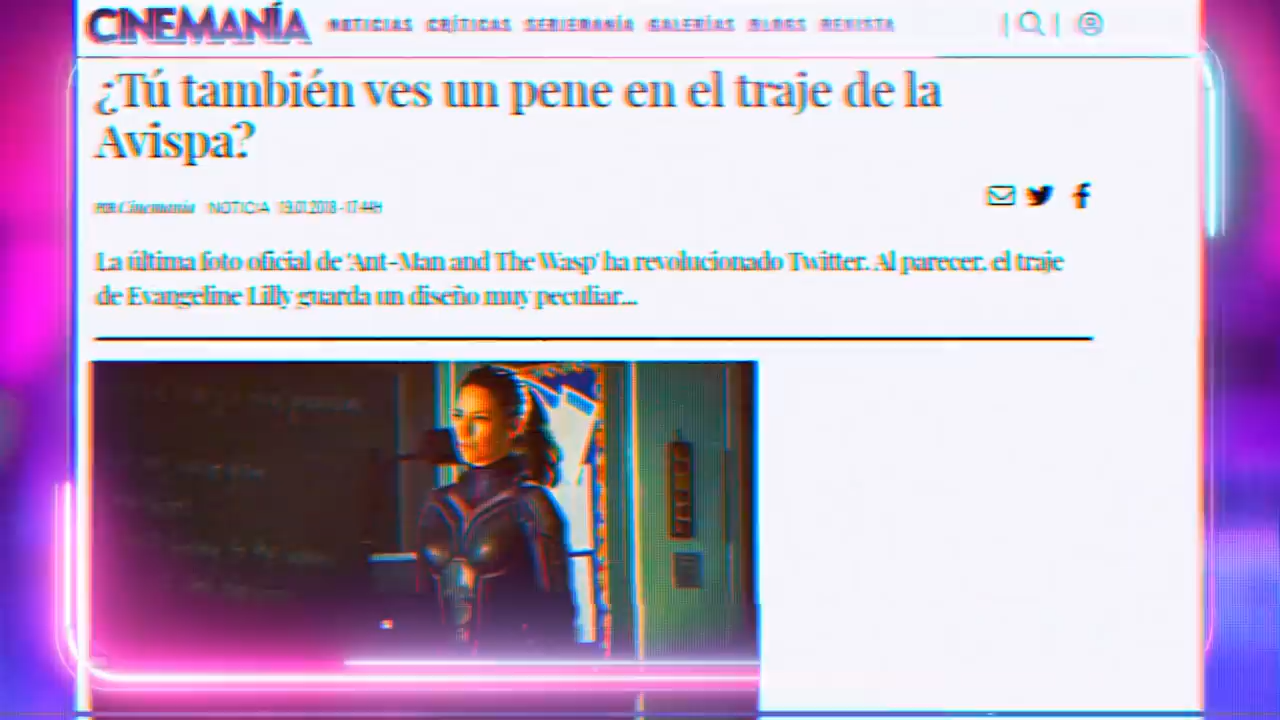 CINEMANÍA NOTICIAS CRÍTICAS SERIEMANÍA GALERÍAS BLOGS REVISTA
¿Tú también ves un pene en el traje de la
Avispa?
POR Cinemanía NOTICIA 19.01.2018 - 17:44H
La última foto oficial de 'Ant-Man and The Wasp' ha revolucionado Twitter. Al parecer, el traje
de Evangeline Lilly guarda un diseño muy peculiar...